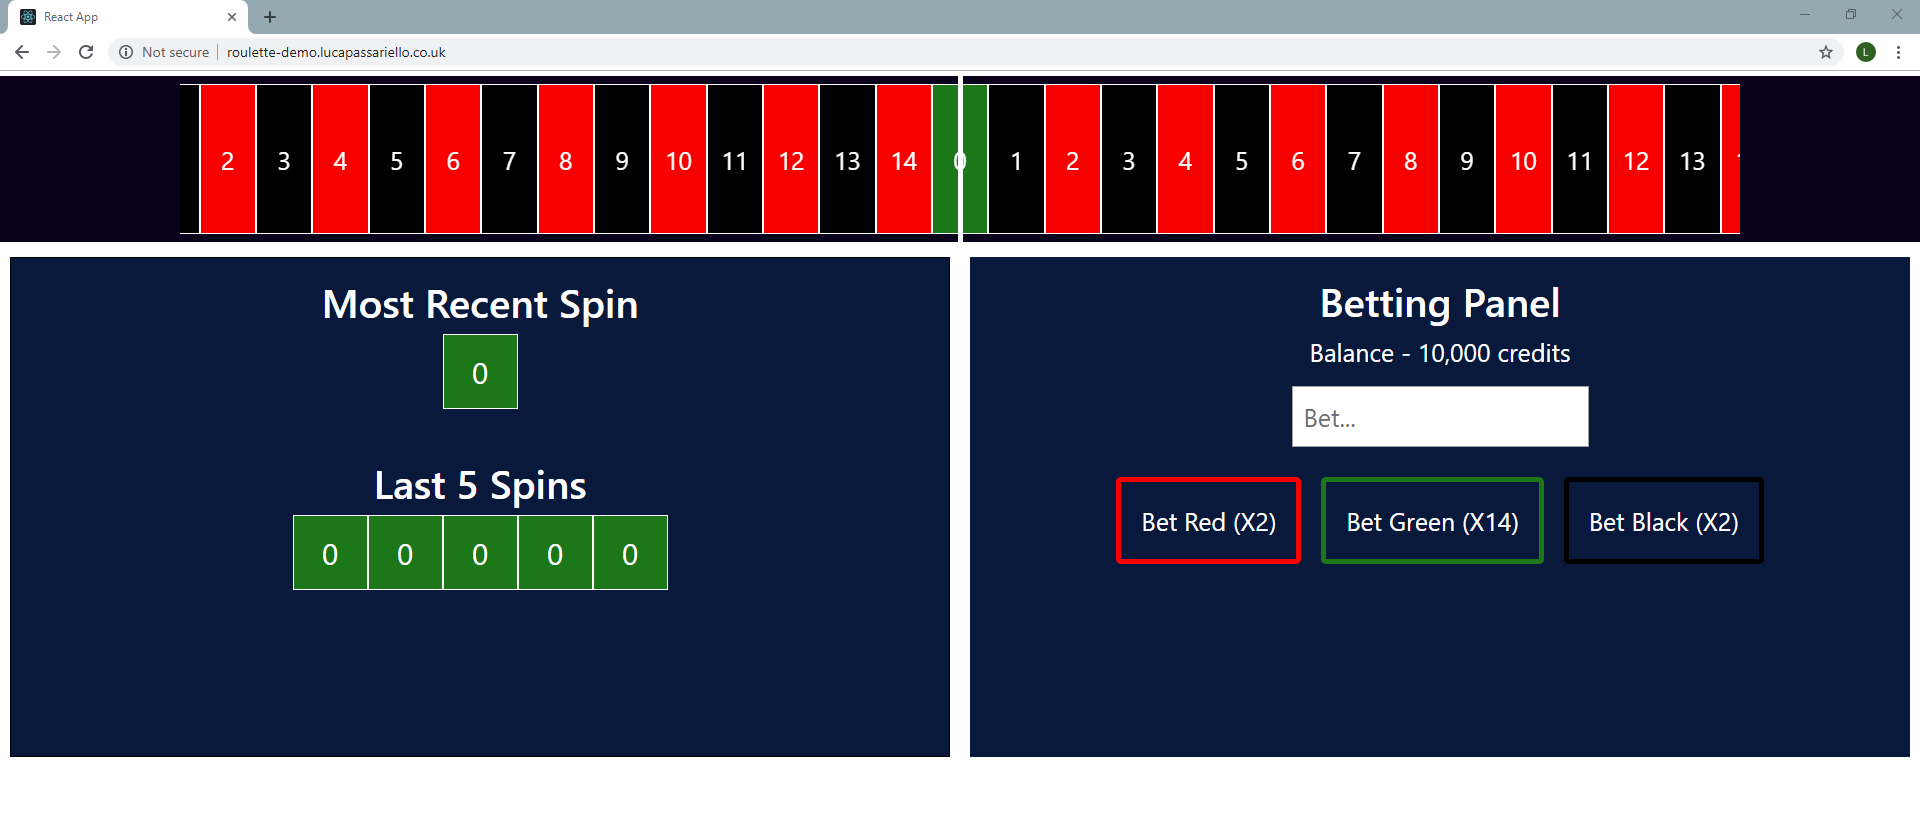 React App
Not secure roulette-demo.lucapassariello.co.uk L
2 3 4 5 6 7 8 9 10 11 12 13 14 0 1 2 3 4 5 6 7 8 9 10 11 12 13
Most Recent Spin
0
Last 5 Spins
0 0 0 0 0
Betting Panel
Balance - 10,000 credits
Bet...
Bet Red (X2) Bet Green (X14) Bet Black (X2)